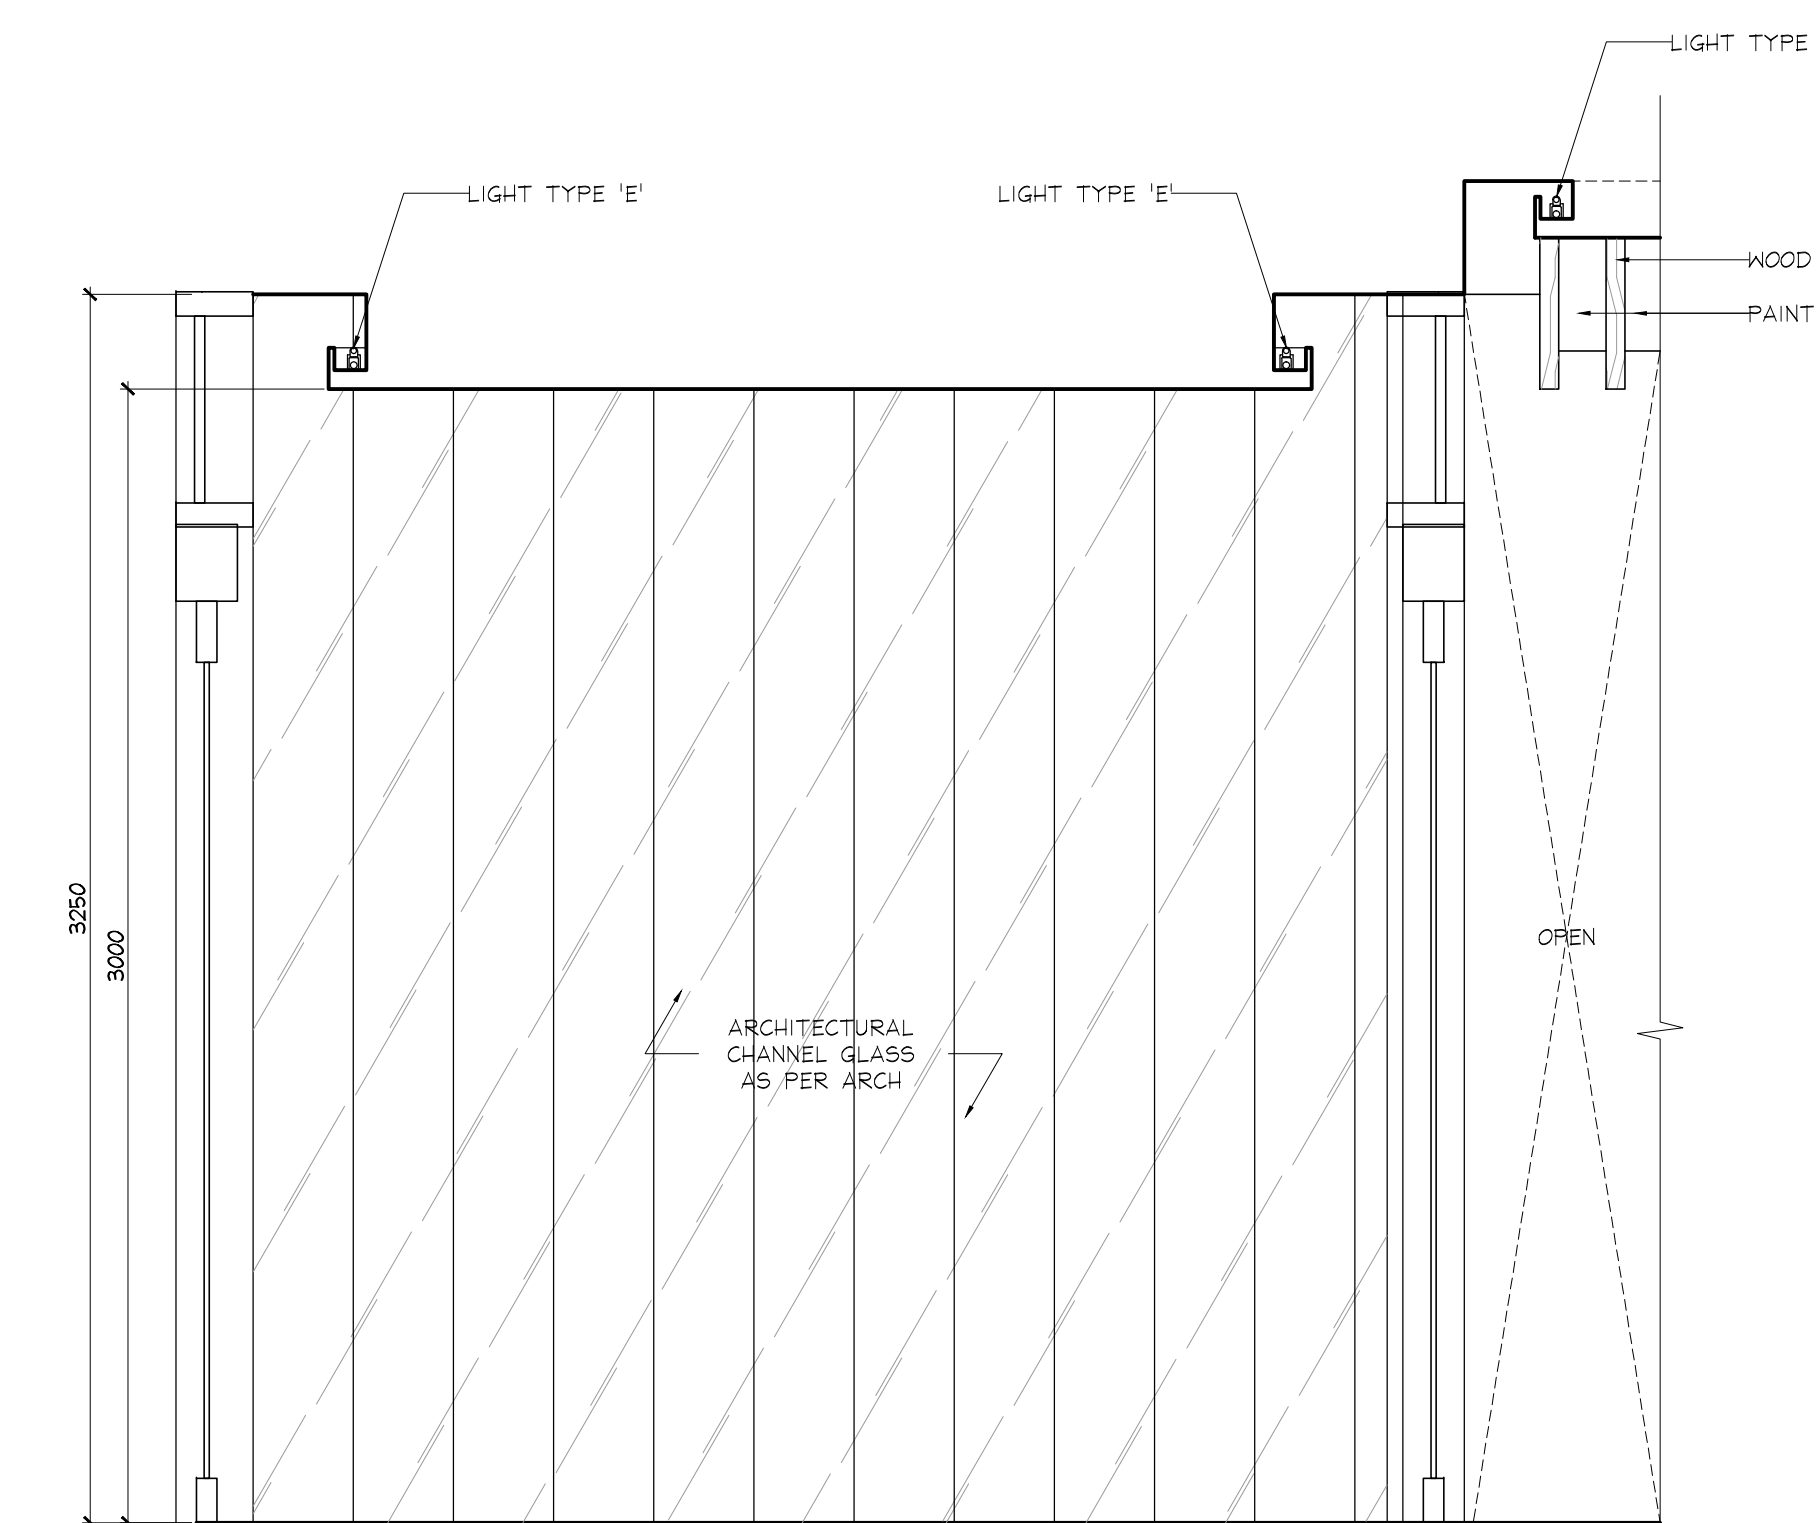 LIGHT TYPE
LIGHT TYPE 'E'
LIGHT TYPE 'E'
WOOD
PAINT
3250
3000
OPEN
ARCHITECTURAL
CHANNEL GLASS
AS PER ARCH